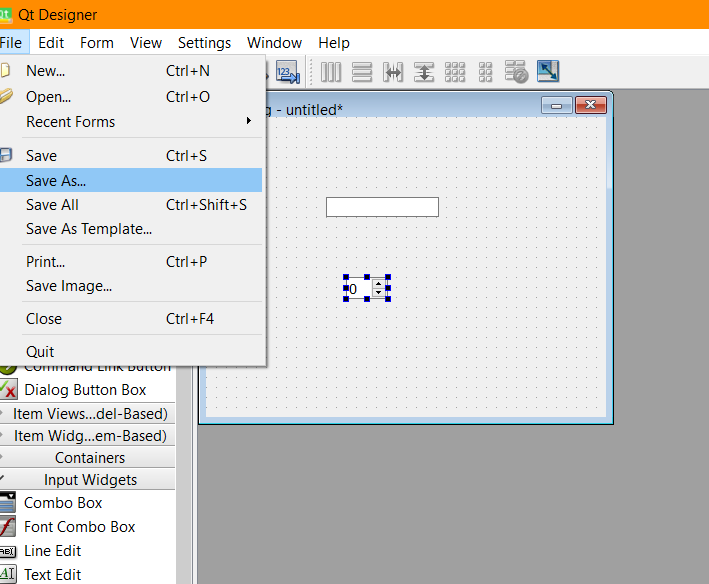 Qt Designer
File Edit Form View Settings Window Help
New... Ctrl+N
Open... Ctrl+O
Recent Forms
Save Ctrl+S
Save As...
Save All Ctrl+Shift+S
Save As Template...
Print... Ctrl+P
Save Image...
Close Ctrl+F4
Quit
123
g - untitled*
0
Command Link Button
Dialog Button Box
Item Views...del-Based)
Item Widg...em-Based)
Containers
Input Widgets
Combo Box
Font Combo Box
Line Edit
Text Edit